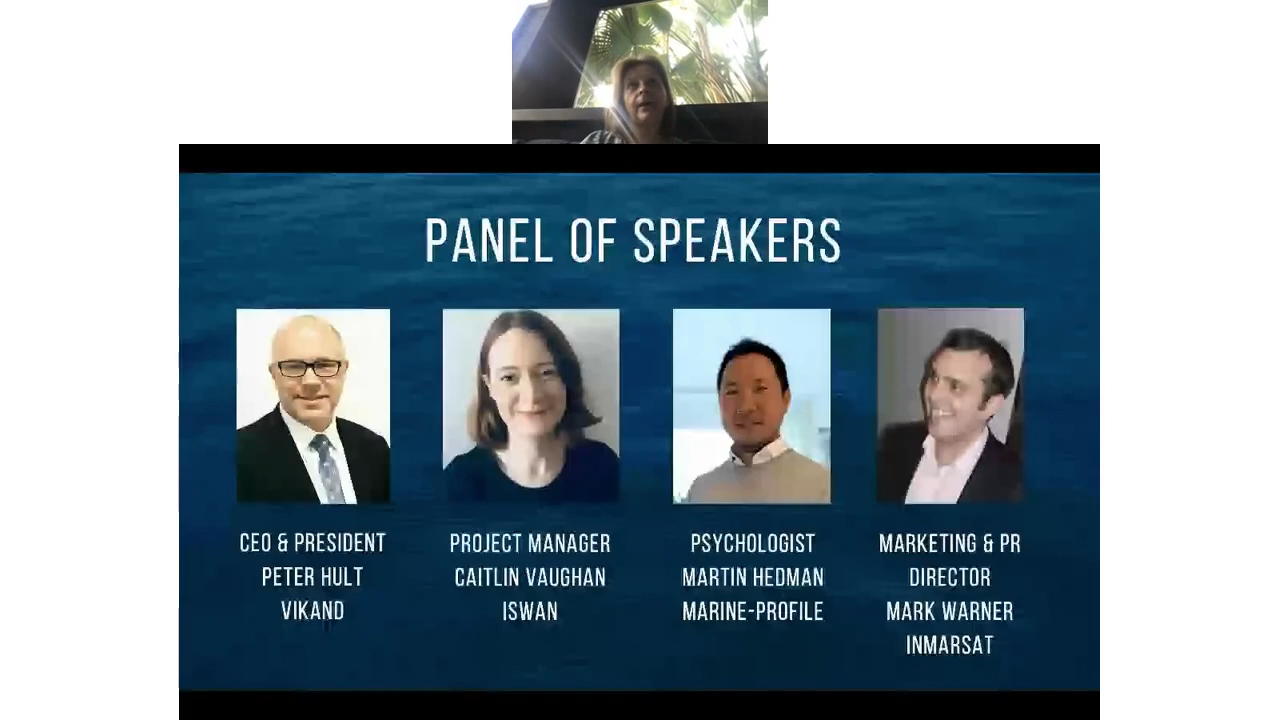 PANEL OF SPEAKERS
CEO & PRESIDENT
PETER HULT
VIKAND
PROJECT MANAGER
CAITLIN VAUGHAN
ISWAN
PSYCHOLOGIST
MARTIN HEDMAN
MARINE-PROFILE
MARKETING & PR
DIRECTOR
MARK WARNER
INMARSAT